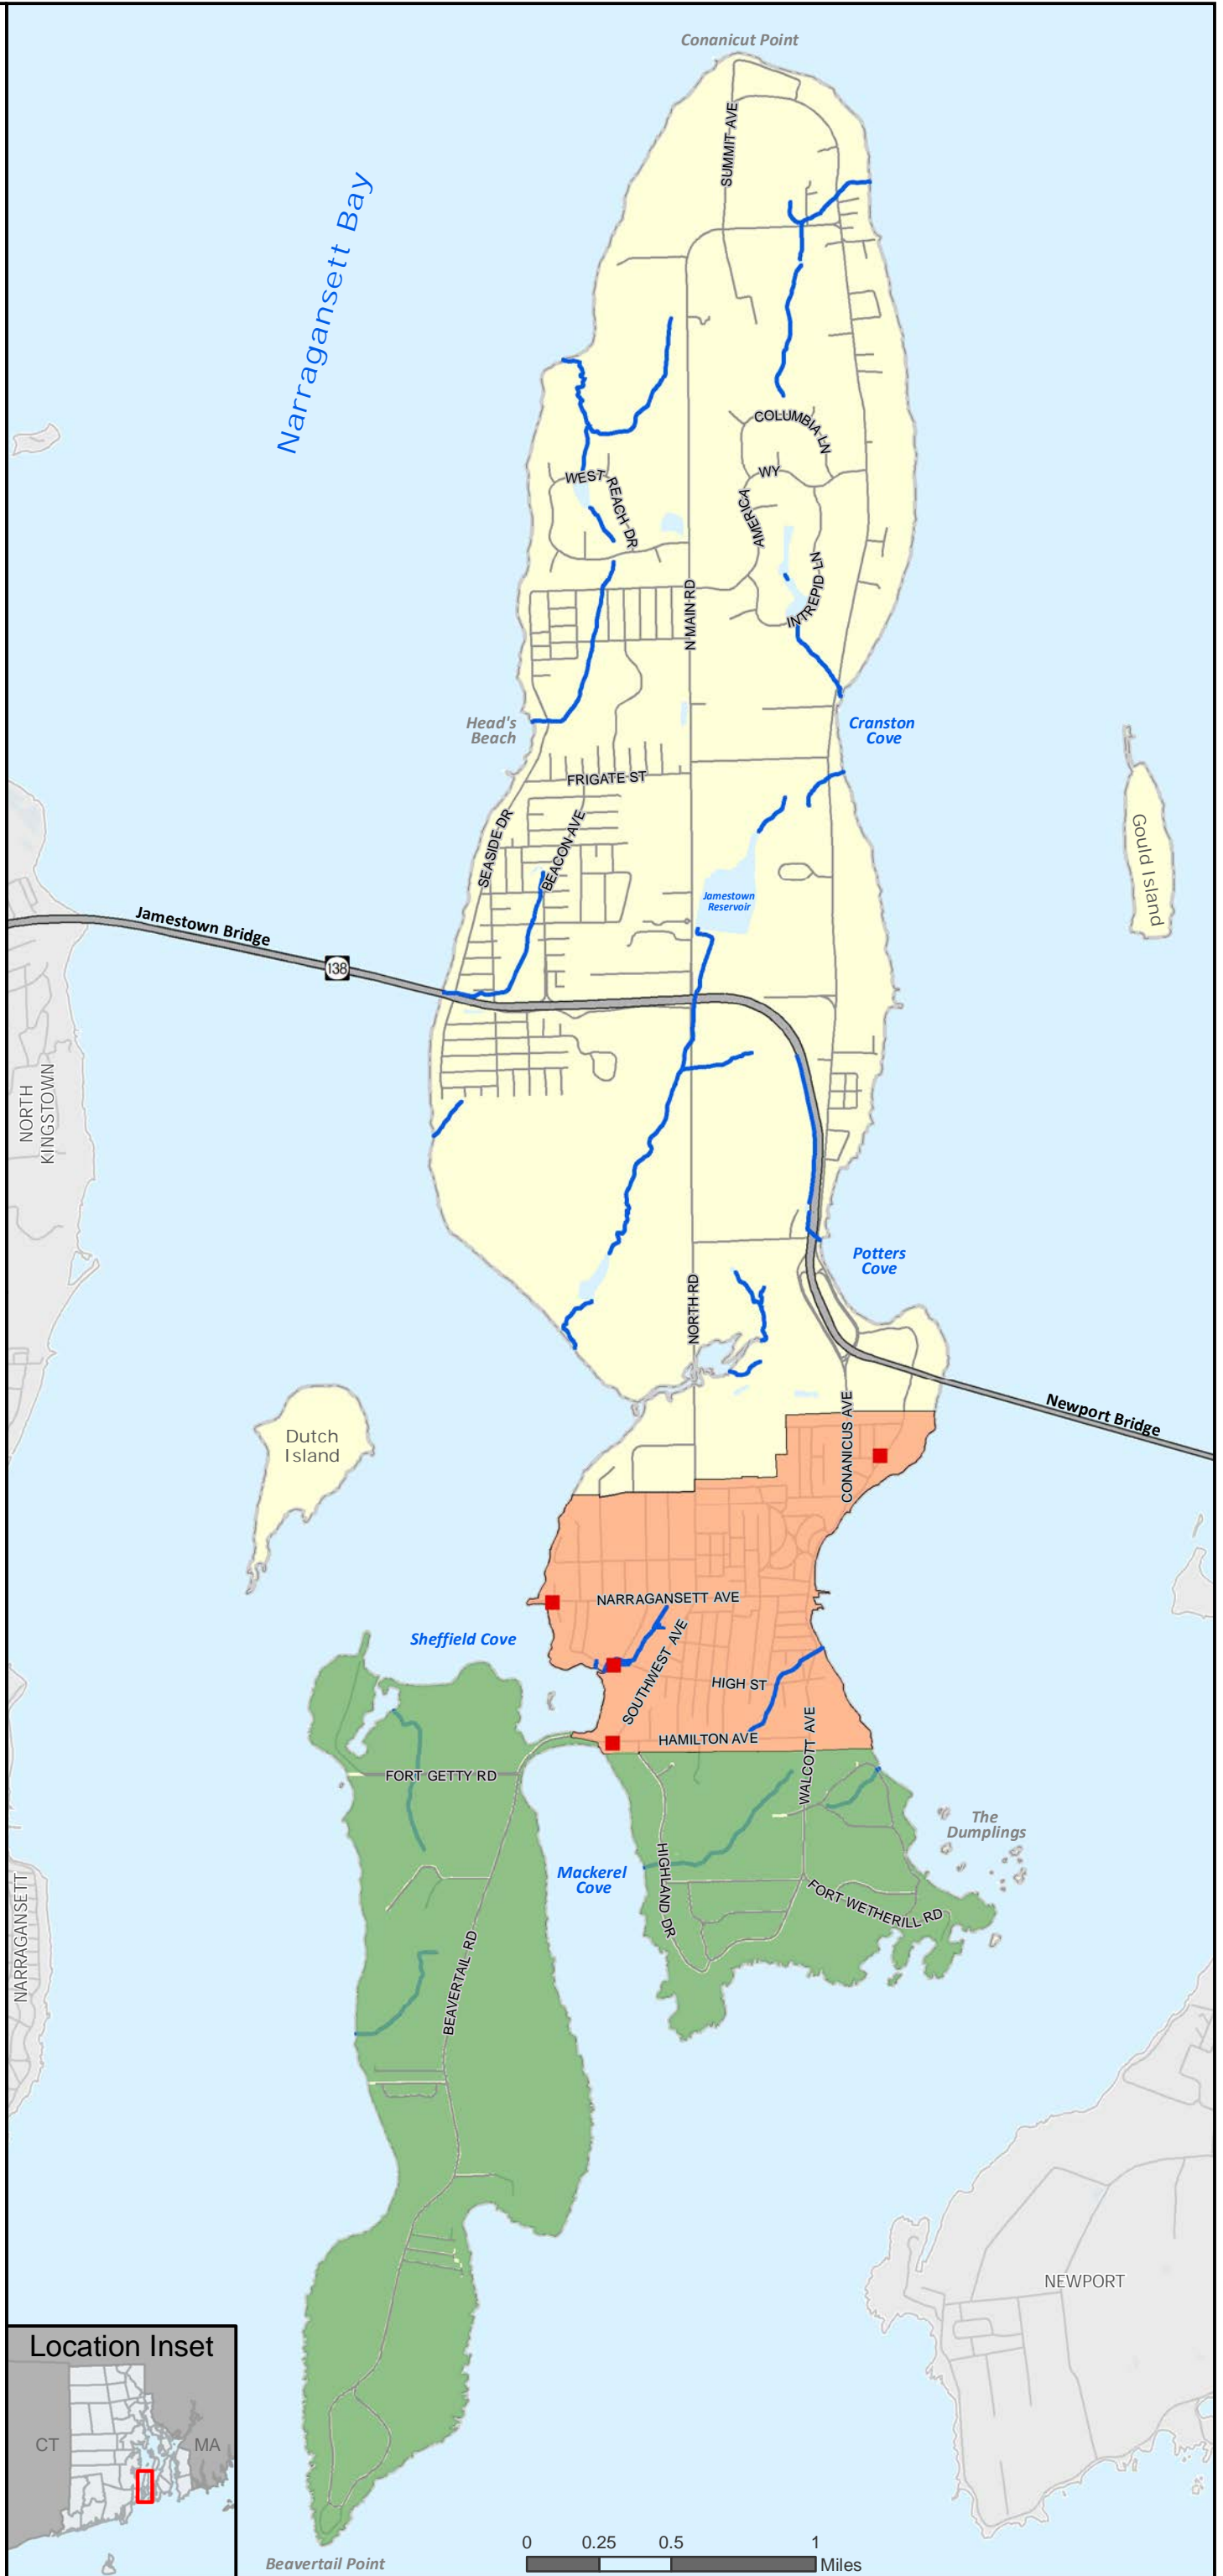 Conanicut Point
SUMMIT AVE
Narragansett Bay
COLUMBIA LN
WEST REACH DR
AMERICA WY
INTREPID LN
N MAIN RD
Head's
Beach
Cranston
Cove
FRIGATE ST
SEASIDE DR
BEACON AVE
Gould Island
Jamestown
Reservoir
Jamestown Bridge
138
NORTH
KINGSTOWN
Potters
Cove
NORTH RD
Newport Bridge
CONANICUS AVE
Dutch
Island
NARRAGANSETT AVE
Sheffield Cove
SOUTHWEST AVE
HIGH ST
HAMILTON AVE
WALCOTT AVE
FORT GETTY RD
The
Dumplings
Mackerel
Cove
HIGHLAND DR
FORT WETHERILL RD
NARRAGANSETT
BEAVERTAIL RD
NEWPORT
Location Inset
CT
MA
Beavertail Point
0 0.25 0.5 1
Miles